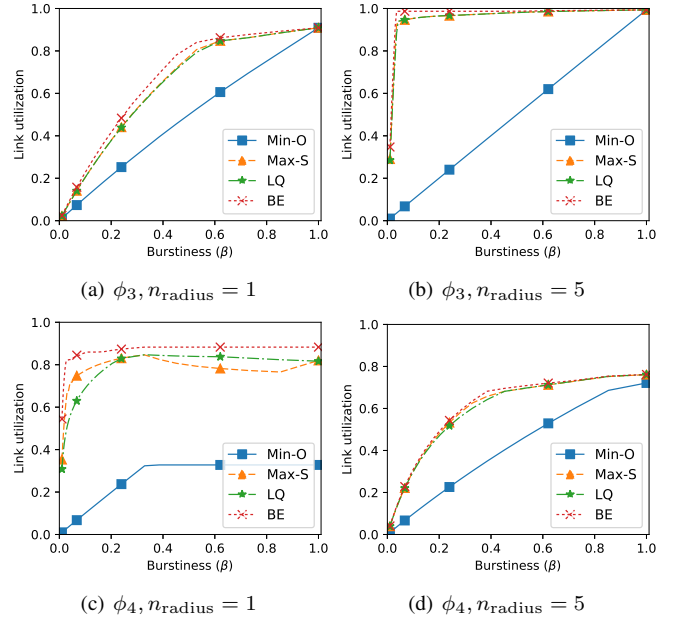 1.0
0.8
0.6
0.4
0.2
0.0
Link utilization
Min-O
Max-S
LQ
BE
0.0 0.2 0.4 0.6 0.8 1.0
Burstiness (β)
(a) ϕ₃, n_radius = 1
1.0
0.8
0.6
0.4
0.2
0.0
Link utilization
Min-O
Max-S
LQ
BE
0.0 0.2 0.4 0.6 0.8 1.0
Burstiness (β)
(b) ϕ₃, n_radius = 5
1.0
0.8
0.6
0.4
0.2
0.0
Link utilization
Min-O
Max-S
LQ
BE
0.0 0.2 0.4 0.6 0.8 1.0
Burstiness (β)
(c) ϕ₄, n_radius = 1
1.0
0.8
0.6
0.4
0.2
0.0
Link utilization
Min-O
Max-S
LQ
BE
0.0 0.2 0.4 0.6 0.8 1.0
Burstiness (β)
(d) ϕ₄, n_radius = 5